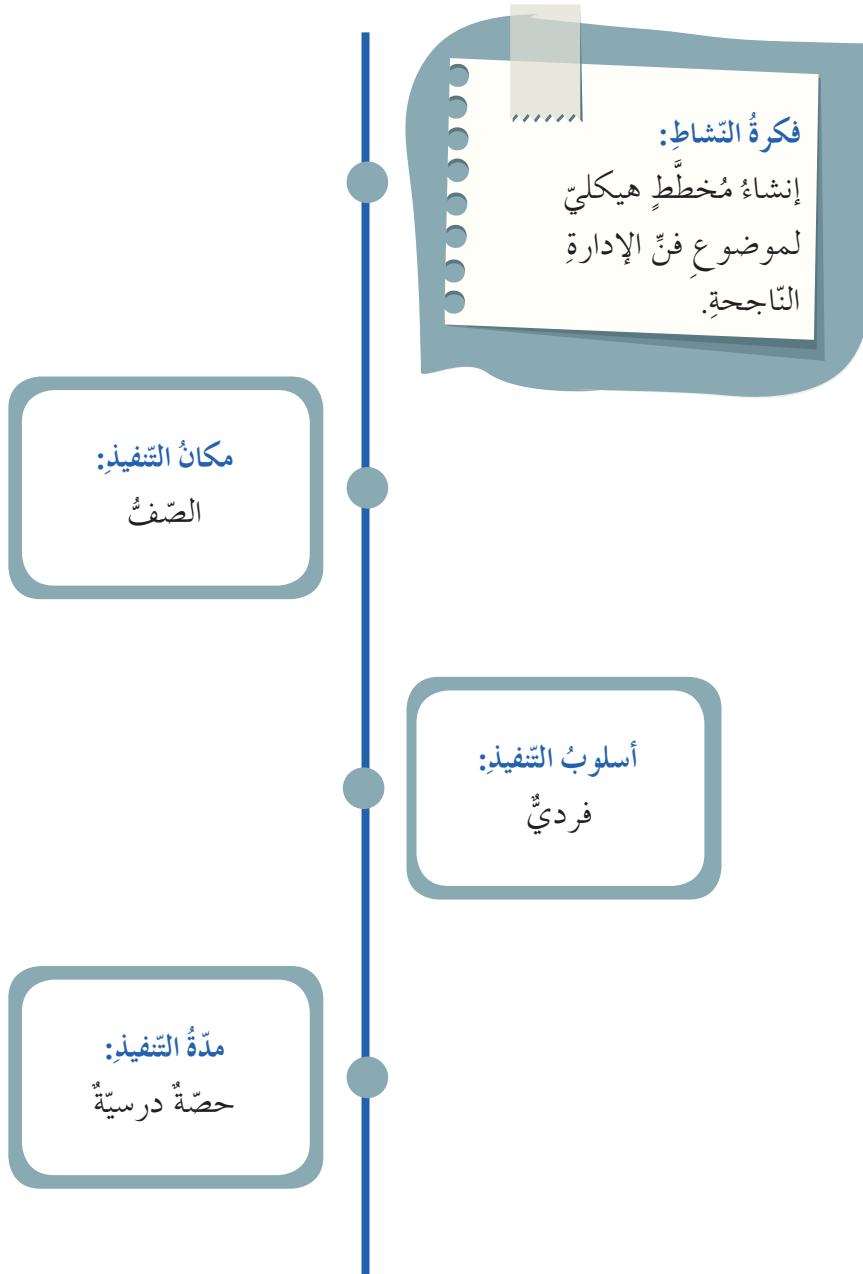 فكرةُ النّشاطِ:
إنشاءُ مُخطَّطٍ هيكليّ
لموضوعِ فنِّ الإدارةِ
النّاجحةِ.
مكانُ التّنفيذِ:
الصّفُّ
أسلوبُ التّنفيذِ:
فرديٌّ
مدّةُ التّنفيذِ:
حصّةٌ درسيّةٌ